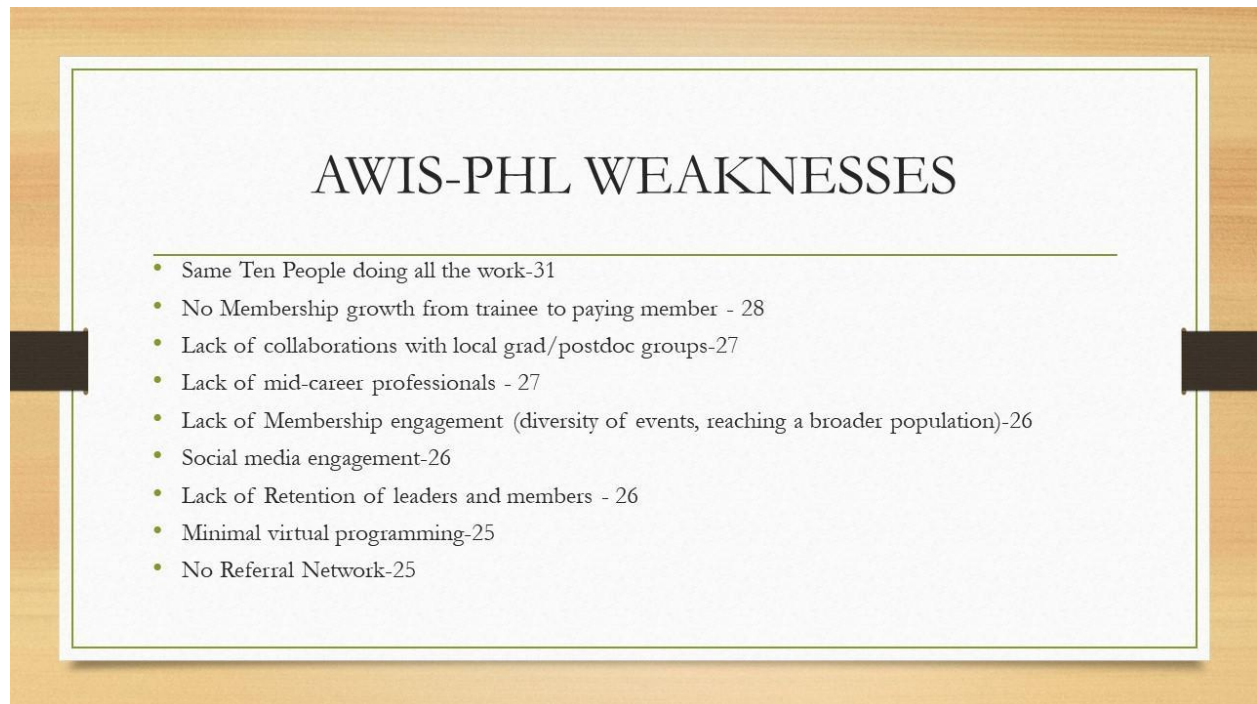 AWIS-PHL WEAKNESSES
• Same Ten People doing all the work-31
• No Membership growth from trainee to paying member - 28
• Lack of collaborations with local grad/postdoc groups-27
• Lack of mid-career professionals - 27
• Lack of Membership engagement (diversity of events, reaching a broader population)-26
• Social media engagement-26
• Lack of Retention of leaders and members - 26
• Minimal virtual programming-25
• No Referral Network-25